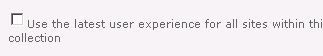 Use the latest user experience for all sites within thi
collection